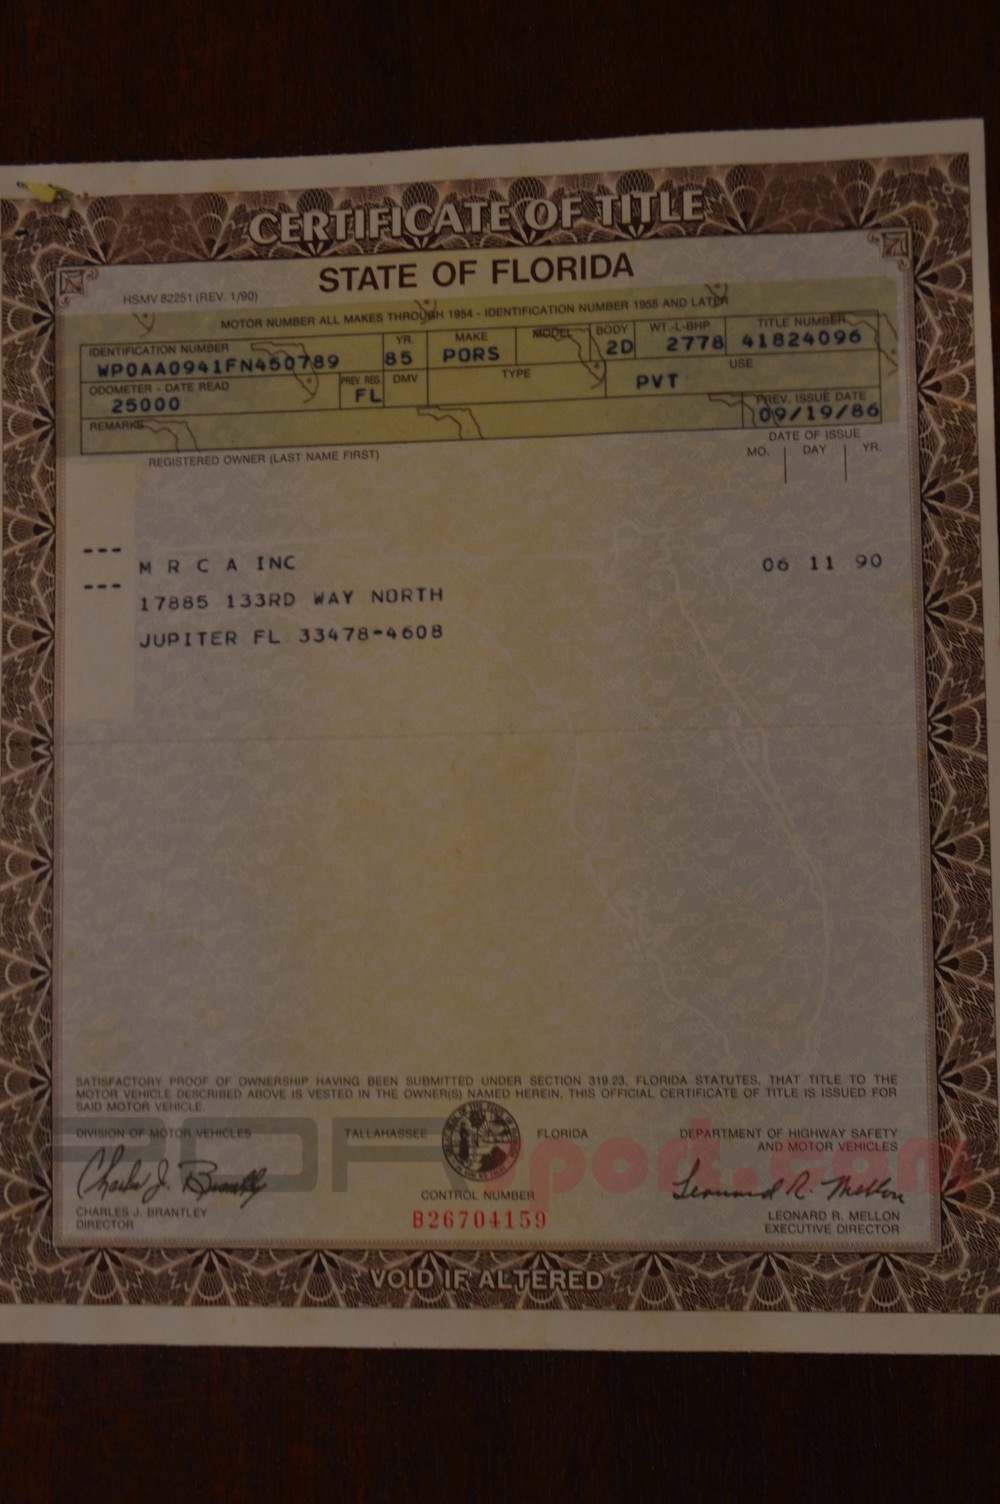 CERTIFICATE OF TITLE
STATE OF FLORIDA
HSMV 82251 (REV. 1/90)
MOTOR NUMBER ALL MAKES THROUGH 1954 - IDENTIFICATION NUMBER 1955 AND LATER
IDENTIFICATION NUMBER YR. MAKE MODEL BODY WT.-L-BHP TITLE NUMBER
WP0AA0941FN450789 85 PORS 2D 2778 41824096
ODOMETER - DATE READ PREV. REG. DMV TYPE USE
25000 FL PVT
PREV. ISSUE DATE
09/19/86
REMARKS
REGISTERED OWNER (LAST NAME FIRST) DATE OF ISSUE
MO. DAY YR.
---
M R C A INC 06 11 90
---
17885 133RD WAY NORTH
JUPITER FL 33478-4608
SATISFACTORY PROOF OF OWNERSHIP HAVING BEEN SUBMITTED UNDER SECTION 319.23, FLORIDA STATUTES, THAT TITLE TO THE
MOTOR VEHICLE DESCRIBED ABOVE IS VESTED IN THE OWNER(S) NAMED HEREIN, THIS OFFICIAL CERTIFICATE OF TITLE IS ISSUED FOR
SAID MOTOR VEHICLE.
DIVISION OF MOTOR VEHICLES TALLAHASSEE FLORIDA DEPARTMENT OF HIGHWAY SAFETY
AND MOTOR VEHICLES
Charles J. Brantley Leonard R. Mellon
CHARLES J. BRANTLEY
DIRECTOR
CONTROL NUMBER
B26704159
LEONARD R. MELLON
EXECUTIVE DIRECTOR
VOID IF ALTERED